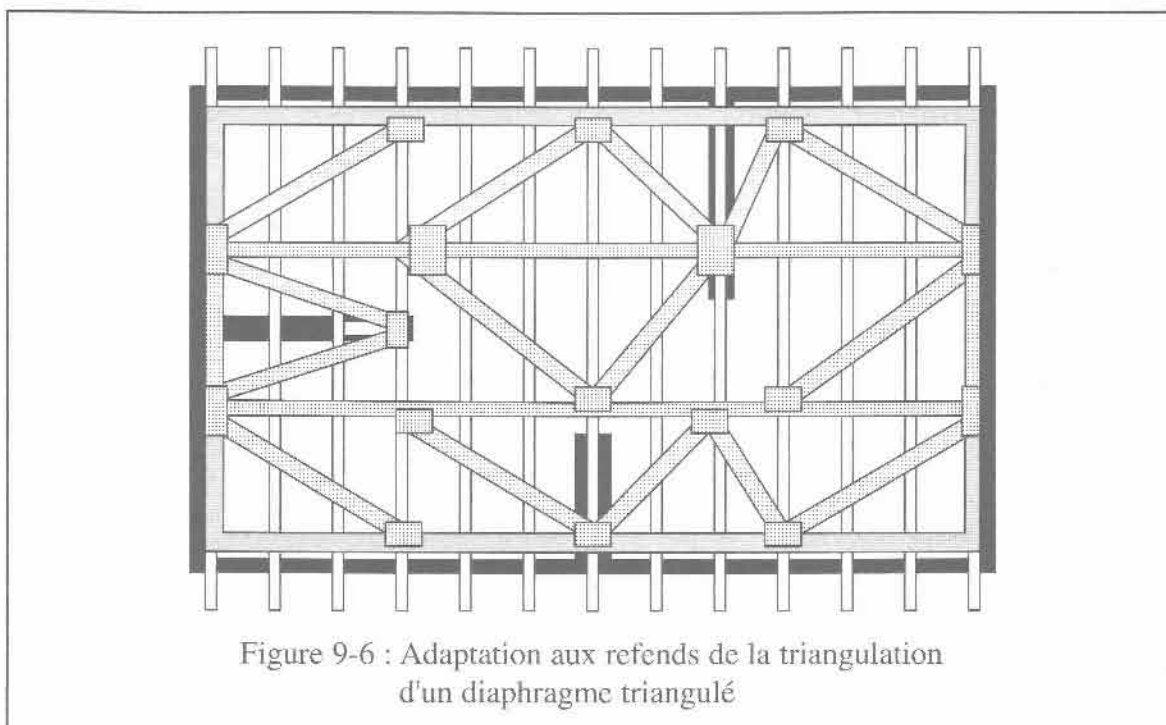 Figure 9-6 : Adaptation aux refends de la triangulation
d'un diaphragme triangulé